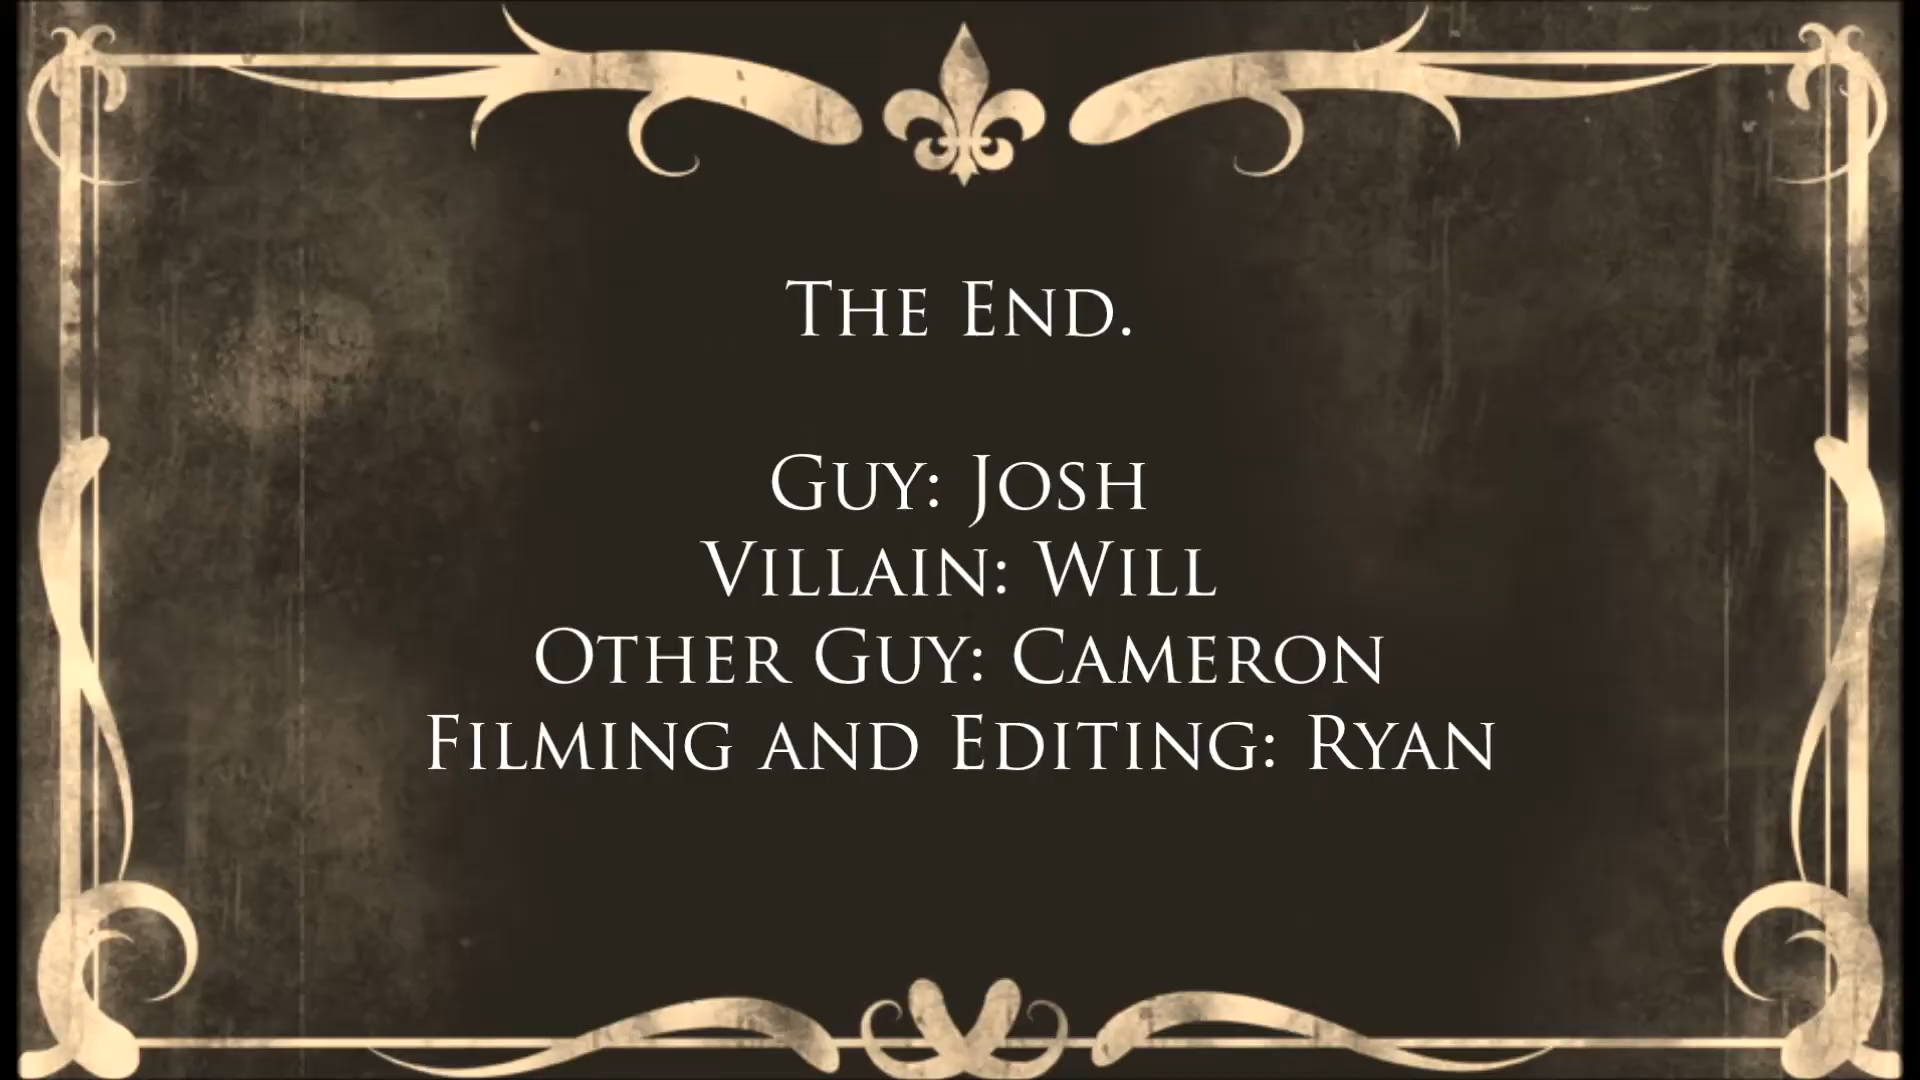 The End.
Guy: Josh
Villain: Will
Other Guy: Cameron
Filming and Editing: Ryan